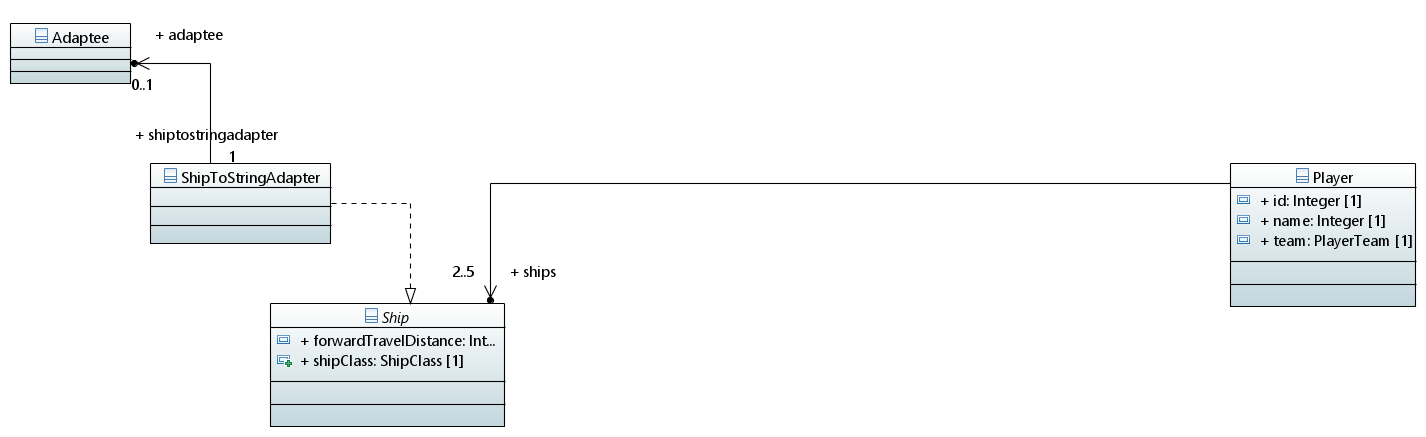 Adaptee
+ adaptee
0..1
+ shiptostringadapter
1
ShipToStringAdapter
Player
+ id: Integer [1]
+ name: Integer [1]
+ team: PlayerTeam [1]
2..5
+ ships
Ship
+ forwardTravelDistance: Int...
+ shipClass: ShipClass [1]